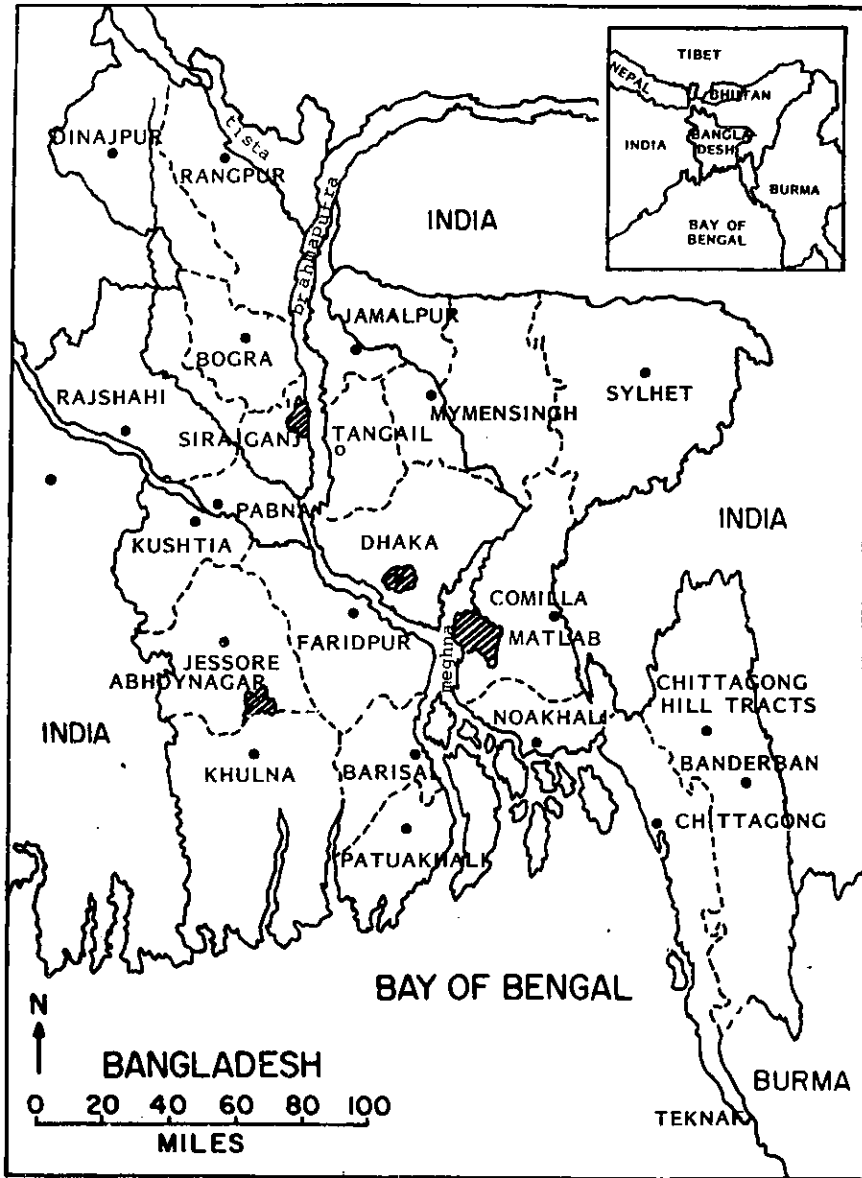 TIBET
NEPAL
BHUTAN
BANGLA-
DESH
INDIA
BURMA
BAY OF
BENGAL
tista
DINAJPUR
RANGPUR
brahmaputra
INDIA
JAMALPUR
BOGRA
RAJSHAHI
SIRAJGANJ
TANGAIL
MYMENSINGH
SYLHET
PABNA
KUSHTIA
DHAKA
INDIA
COMILLA
FARIDPUR
MATLAB
meghna
JESSORE
ABHOYNAGAR
CHITTAGONG
HILL TRACTS
INDIA
NOAKHALI
KHULNA
BARISAL
BANDERBAN
CHITTAGONG
PATUAKHALK
BAY OF BENGAL
N
BANGLADESH
0 20 40 60 80 100
MILES
BURMA
TEKNAF